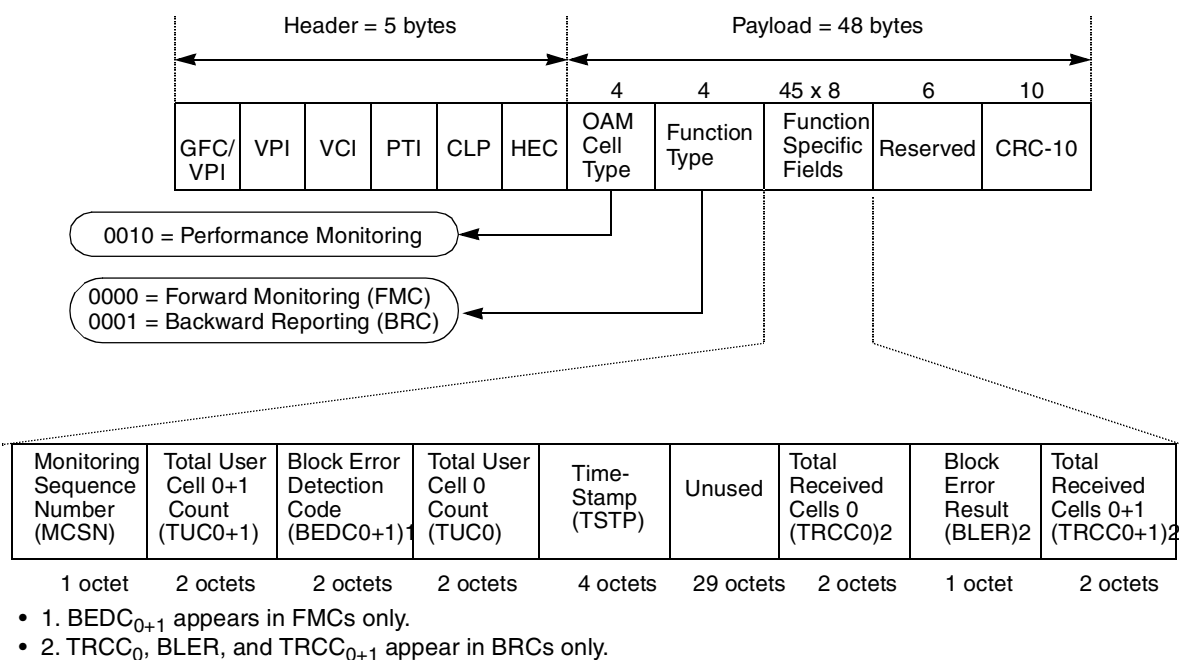 Header = 5 bytes
Payload = 48 bytes
4
4
45 x 8
6
10
GFC/
VPI
VPI
VCI
PTI
CLP
HEC
OAM
Cell
Type
Function
Type
Function
Specific
Fields
Reserved
CRC-10
0010 = Performance Monitoring
0000 = Forward Monitoring (FMC)
0001 = Backward Reporting (BRC)
Monitoring
Sequence
Number
(MCSN)
Total User
Cell 0+1
Count
(TUC0+1)
Block Error
Detection
Code
(BEDC0+1)1
Total User
Cell 0
Count
(TUC0)
Time-
Stamp
(TSTP)
Unused
Total
Received
Cells 0
(TRCC0)2
Block
Error
Result
(BLER)2
Total
Received
Cells 0+1
(TRCC0+1)2
1 octet
2 octets
2 octets
2 octets
4 octets
29 octets
2 octets
1 octet
2 octets
• 1. BEDC0+1 appears in FMCs only.
• 2. TRCC0, BLER, and TRCC0+1 appear in BRCs only.